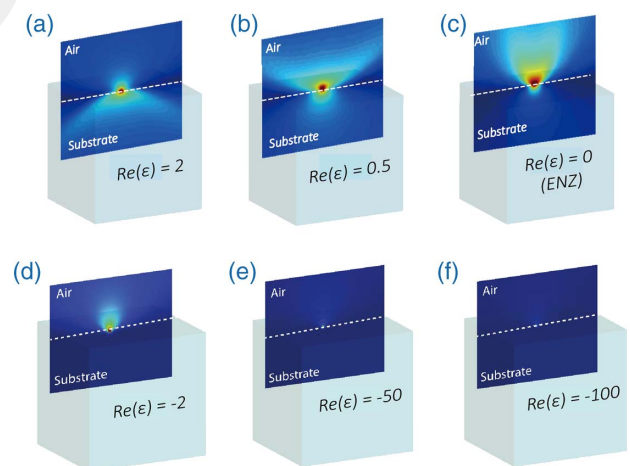 (a)
Air
Substrate
Re(ε) = 2
(b)
Air
Substrate
Re(ε) = 0.5
(c)
Air
Substrate
Re(ε) = 0
(ENZ)
(d)
Air
Substrate
Re(ε) = -2
(e)
Air
Substrate
Re(ε) = -50
(f)
Air
Substrate
Re(ε) = -100